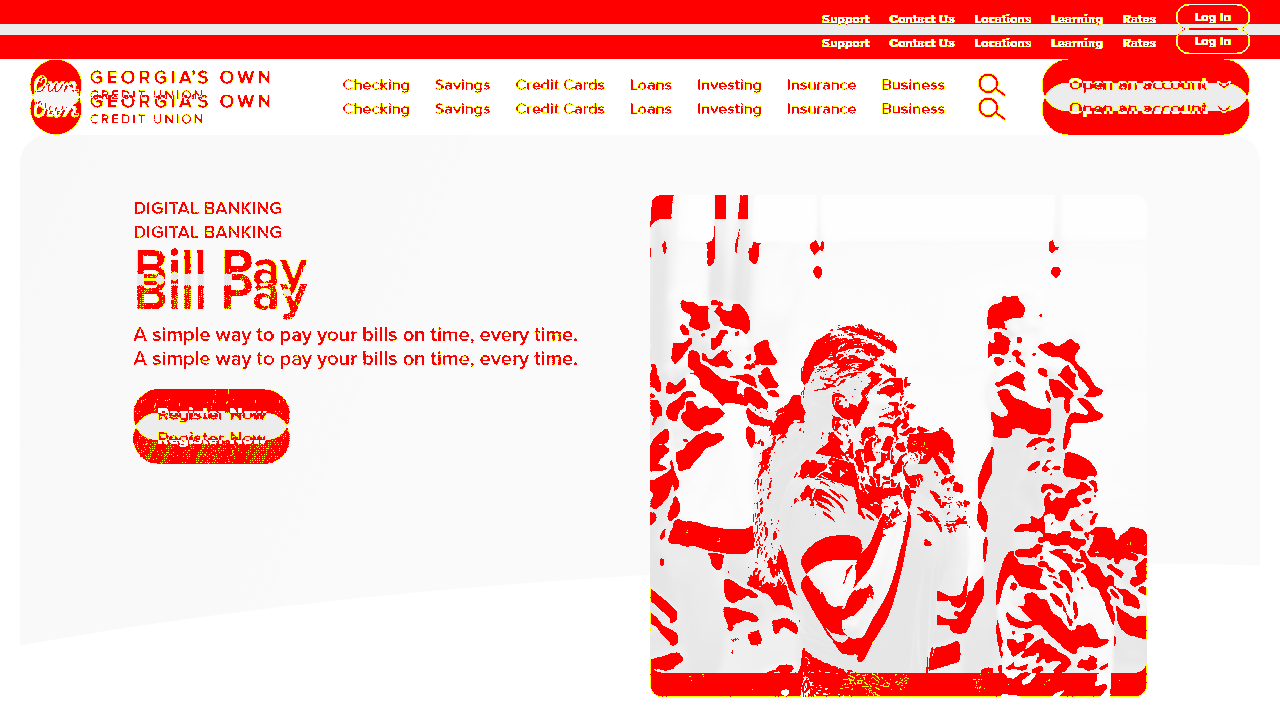 Support Contact Us Locations Learning Rates Log In
Support Contact Us Locations Learning Rates Log In
Own GEORGIA'S OWN
CREDIT UNION
Own GEORGIA'S OWN
CREDIT UNION
Checking Savings Credit Cards Loans Investing Insurance Business Open an account
Checking Savings Credit Cards Loans Investing Insurance Business Open an account
DIGITAL BANKING
DIGITAL BANKING
Bill Pay
Bill Pay
A simple way to pay your bills on time, every time.
A simple way to pay your bills on time, every time.
Register Now
Register Now